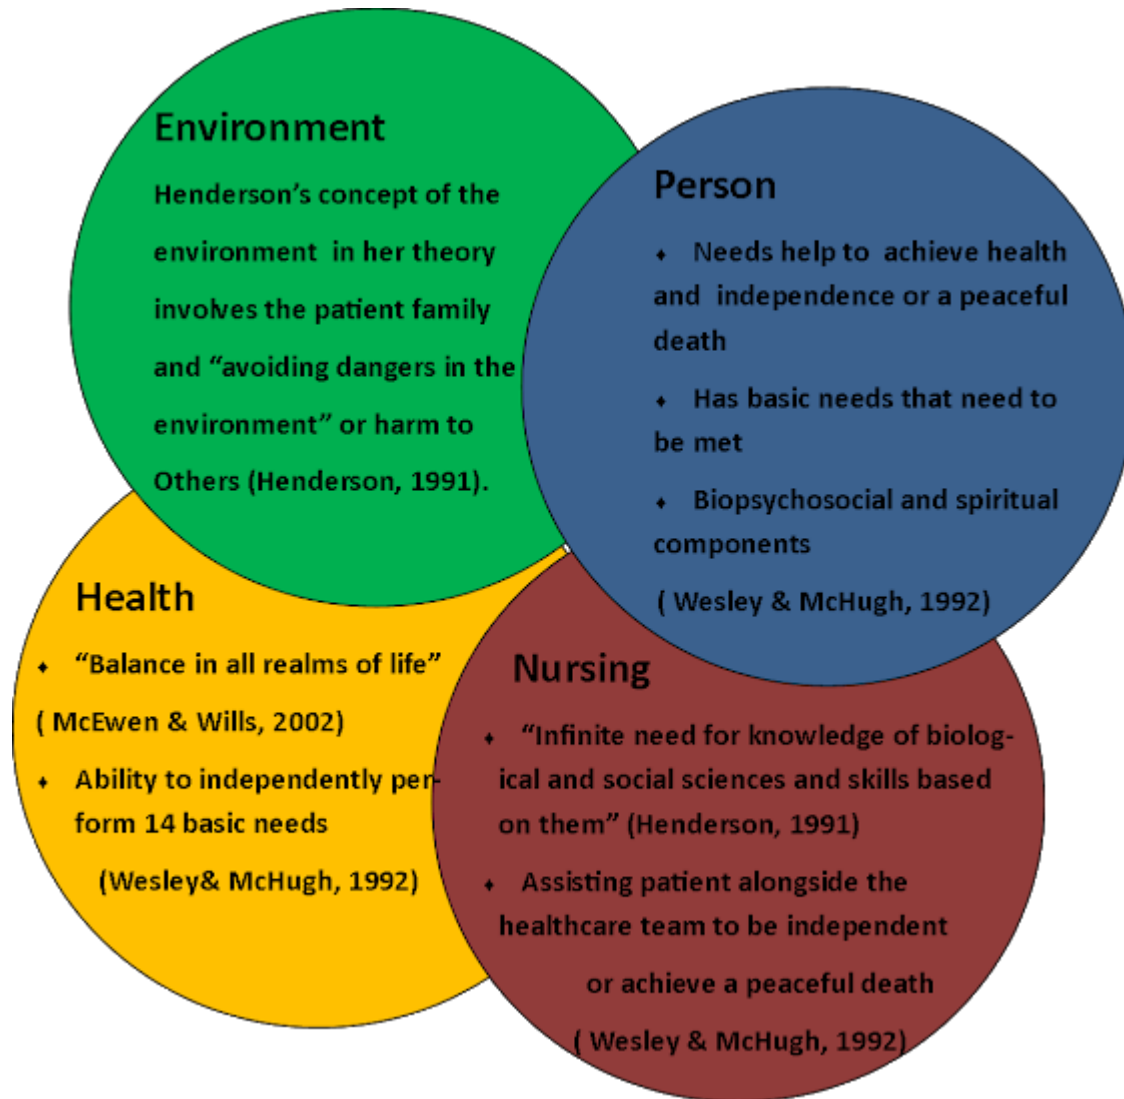 Environment
Henderson’s concept of the
environment in her theory
involves the patient family
and “avoiding dangers in the
environment” or harm to
Others (Henderson, 1991).
Person
⬧ Needs help to achieve health
and independence or a peaceful
death
⬧ Has basic needs that need to
be met
⬧ Biopsychosocial and spiritual
components
( Wesley & McHugh, 1992)
Health
⬧ “Balance in all realms of life”
( McEwen & Wills, 2002)
⬧ Ability to independently per-
form 14 basic needs
(Wesley& McHugh, 1992)
Nursing
⬧ “Infinite need for knowledge of biolog-
ical and social sciences and skills based
on them” (Henderson, 1991)
⬧ Assisting patient alongside the
healthcare team to be independent
or achieve a peaceful death
( Wesley & McHugh, 1992)